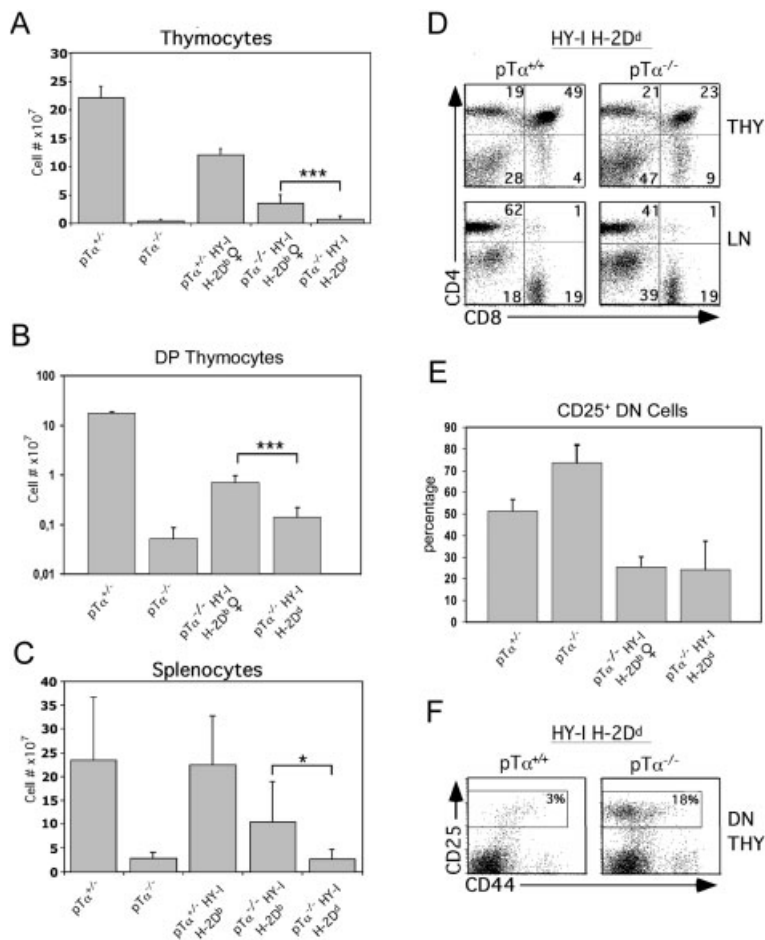 A
Thymocytes
Cell # x10⁷
30
25
20
15
10
5
0
***
pTα⁺/⁻
pTα⁻/⁻
pTα⁺/⁻ HY-I
H-2Dᵇ♀
pTα⁻/⁻ HY-I
H-2Dᵇ♀
pTα⁻/⁻ HY-I
H-2Dᵈ
B
DP Thymocytes
Cell # x10⁷
100
10
1
0,1
0,01
***
pTα⁺/⁻
pTα⁻/⁻
pTα⁻/⁻ HY-I
H-2Dᵇ♀
pTα⁻/⁻ HY-I
H-2Dᵈ
C
Splenocytes
Cell # x10⁷
40
35
30
25
20
15
10
5
0
*
pTα⁺/⁻
pTα⁻/⁻
pTα⁺/⁻ HY-I
H-2Dᵇ
pTα⁻/⁻ HY-I
H-2Dᵇ
pTα⁻/⁻ HY-I
H-2Dᵈ
D
HY-I H-2Dᵈ
pTα⁺/⁺ pTα⁻/⁻
19 49 21 23
THY
28 4 47 9
62 1 41 1
LN
18 19 39 19
CD4
CD8
E
CD25⁺ DN Cells
percentage
90
80
70
60
50
40
30
20
10
0
pTα⁺/⁻
pTα⁻/⁻
pTα⁻/⁻ HY-I
H-2Dᵇ♀
pTα⁻/⁻ HY-I
H-2Dᵈ
F
HY-I H-2Dᵈ
pTα⁺/⁺ pTα⁻/⁻
3% 18%
DN
THY
CD25
CD44